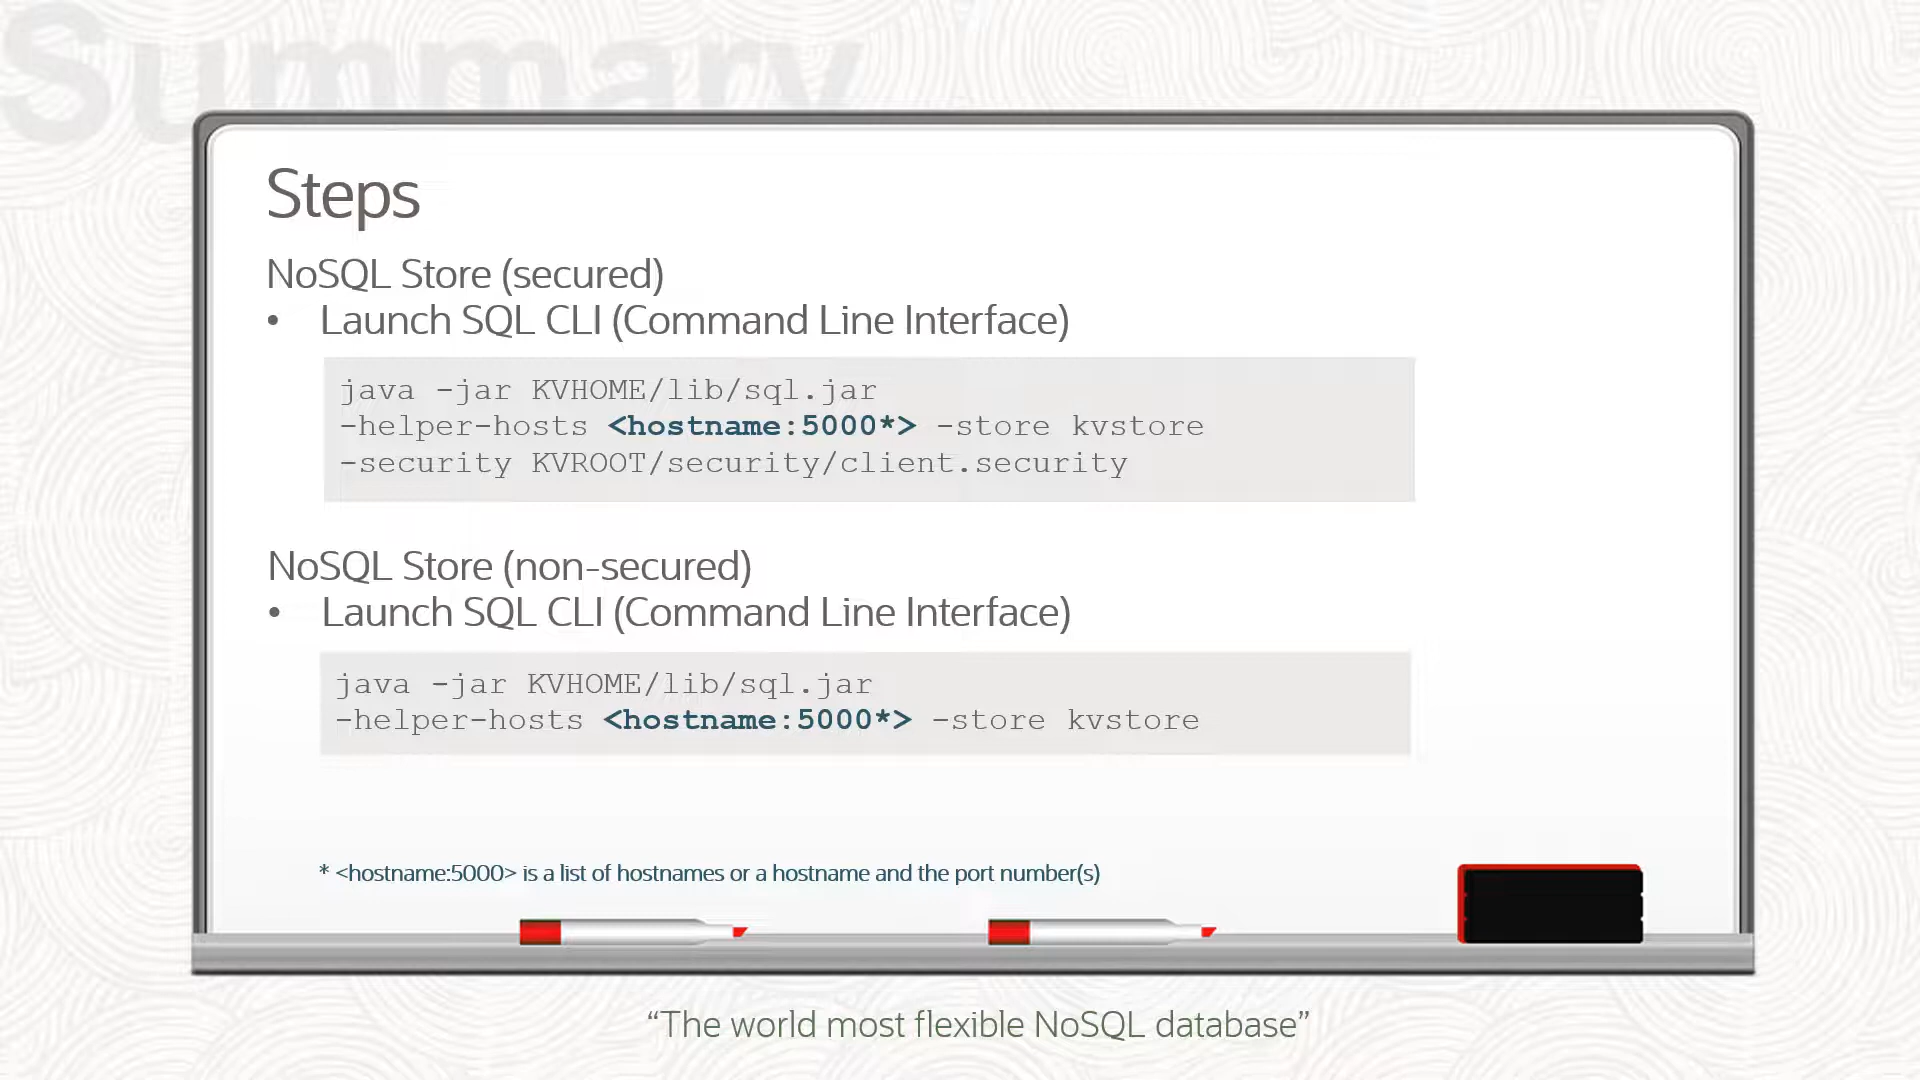 Summary
Steps
NoSQL Store (secured)
• Launch SQL CLI (Command Line Interface)
java -jar KVHOME/lib/sql.jar
-helper-hosts <hostname:5000*> -store kvstore
-security KVROOT/security/client.security
NoSQL Store (non-secured)
• Launch SQL CLI (Command Line Interface)
java -jar KVHOME/lib/sql.jar
-helper-hosts <hostname:5000*> -store kvstore
* <hostname:5000> is a list of hostnames or a hostname and the port number(s)
“The world most flexible NoSQL database”